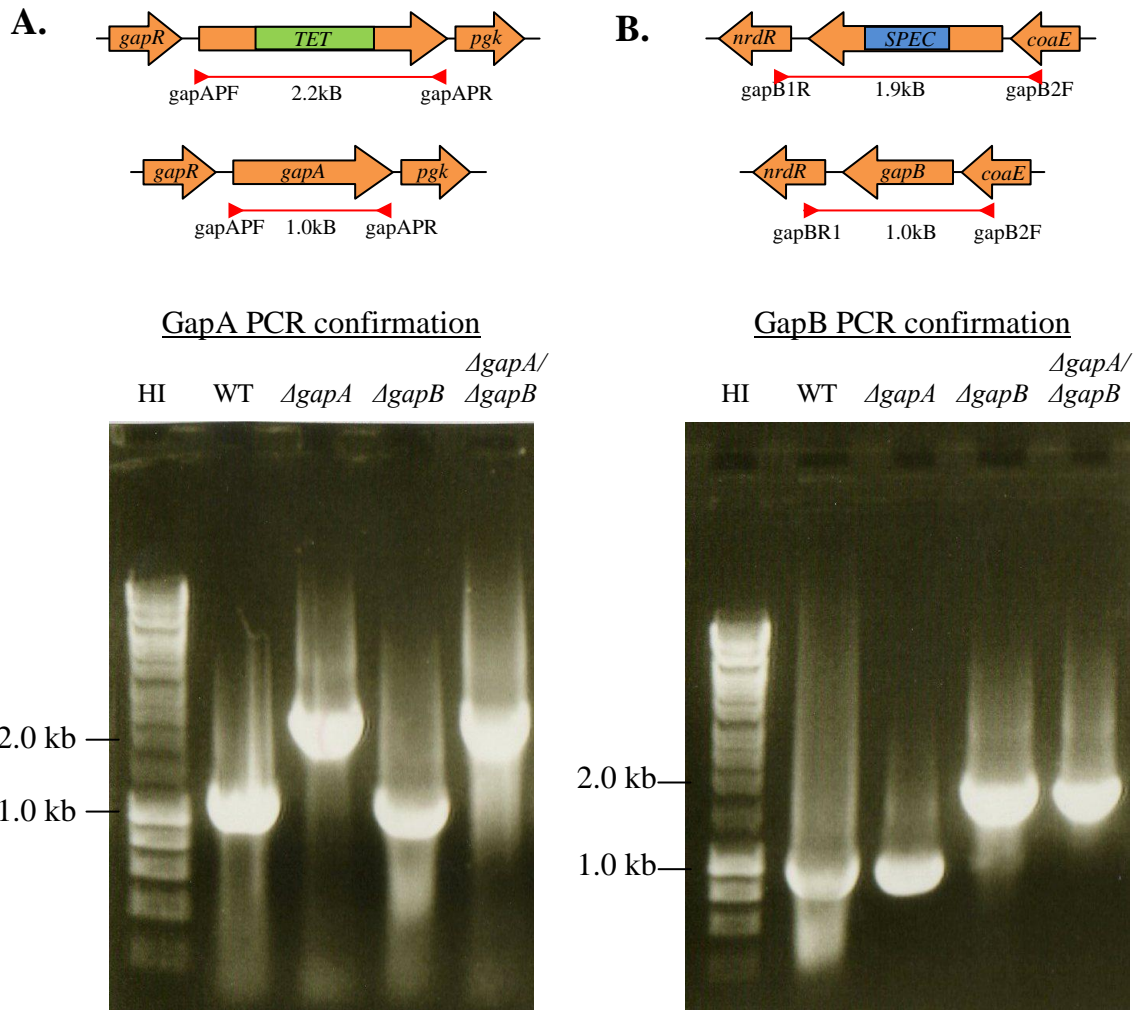 A.
gapR TET pgk
gapAPF 2.2kB gapAPR
gapR gapA pgk
gapAPF 1.0kB gapAPR
GapA PCR confirmation
ΔgapA/
HI WT ΔgapA ΔgapB ΔgapB
2.0 kb
1.0 kb
B.
nrdR SPEC coaE
gapB1R 1.9kB gapB2F
nrdR gapB coaE
gapBR1 1.0kB gapB2F
GapB PCR confirmation
ΔgapA/
HI WT ΔgapA ΔgapB ΔgapB
2.0 kb
1.0 kb